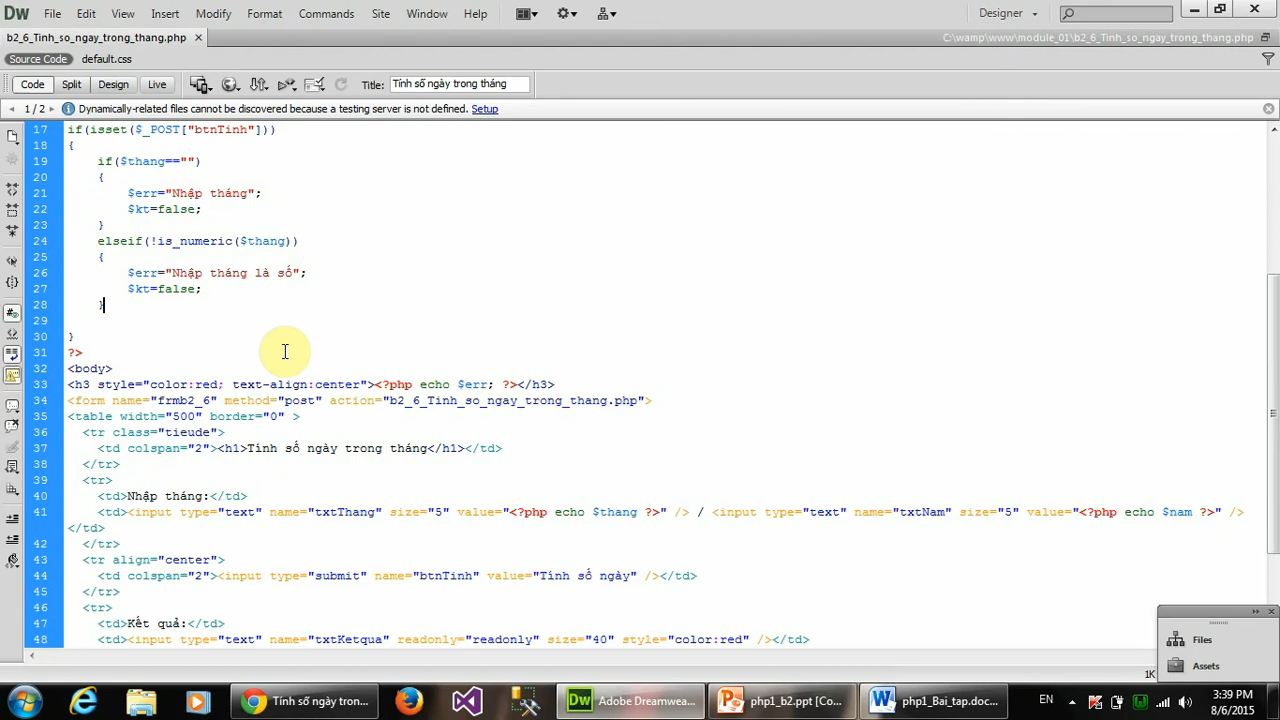 Dw File Edit View Insert Modify Format Commands Site Window Help Designer
b2_6_Tinh_so_ngay_trong_thang.php × C:\wamp\www\module_01\b2_6_Tinh_so_ngay_trong_thang.php
Source Code default.css
Code Split Design Live Title: Tính số ngày trong tháng
1 / 2 Dynamically-related files cannot be discovered because a testing server is not defined. Setup
17 if(isset($_POST["btnTinh"]))
18 {
19 if($thang=="")
20 {
21 $err="Nhập tháng";
22 $kt=false;
23 }
24 elseif(!is_numeric($thang))
25 {
26 $err="Nhập tháng là số";
27 $kt=false;
28 }
29
30 }
31 ?>
32 <body>
33 <h3 style="color:red; text-align:center"><?php echo $err; ?></h3>
34 <form name="frmb2_6" method="post" action="b2_6_Tinh_so_ngay_trong_thang.php">
35 <table width="500" border="0" >
36 <tr class="tieude">
37 <td colspan="2"><h1>Tính số ngày trong tháng</h1></td>
38 </tr>
39 <tr>
40 <td>Nhập tháng:</td>
41 <td><input type="text" name="txtThang" size="5" value="<?php echo $thang ?>" /> / <input type="text" name="txtNam" size="5" value="<?php echo $nam ?>" />
</td>
42 </tr>
43 <tr align="center">
44 <td colspan="2"><input type="submit" name="btnTinh" value="Tính số ngày" /></td>
45 </tr>
46 <tr>
47 <td>Kết quả:</td>
48 <td><input type="text" name="txtKetqua" readonly="readonly" size="40" style="color:red" /></td>
Files
Assets
1K
Tính số ngày tron... Adobe Dreamwea... php1_b2.ppt [Co... php1_Bai_tap.doc... EN 3:39 PM
8/6/2015